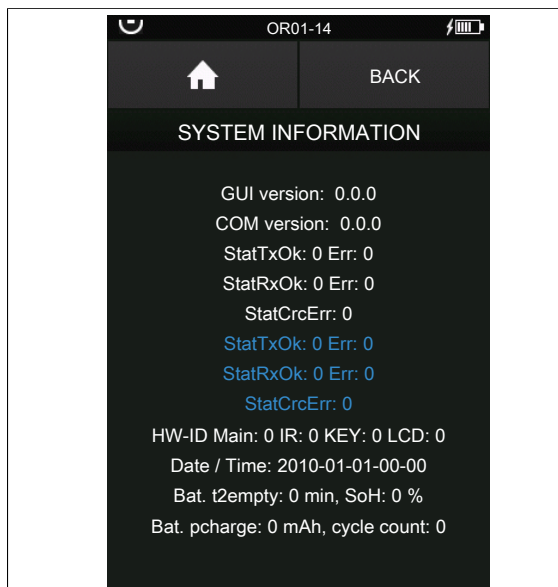 OR01-14
BACK
SYSTEM INFORMATION
GUI version: 0.0.0
COM version: 0.0.0
StatTxOk: 0 Err: 0
StatRxOk: 0 Err: 0
StatCrcErr: 0
StatTxOk: 0 Err: 0
StatRxOk: 0 Err: 0
StatCrcErr: 0
HW-ID Main: 0 IR: 0 KEY: 0 LCD: 0
Date / Time: 2010-01-01-00-00
Bat. t2empty: 0 min, SoH: 0 %
Bat. pcharge: 0 mAh, cycle count: 0